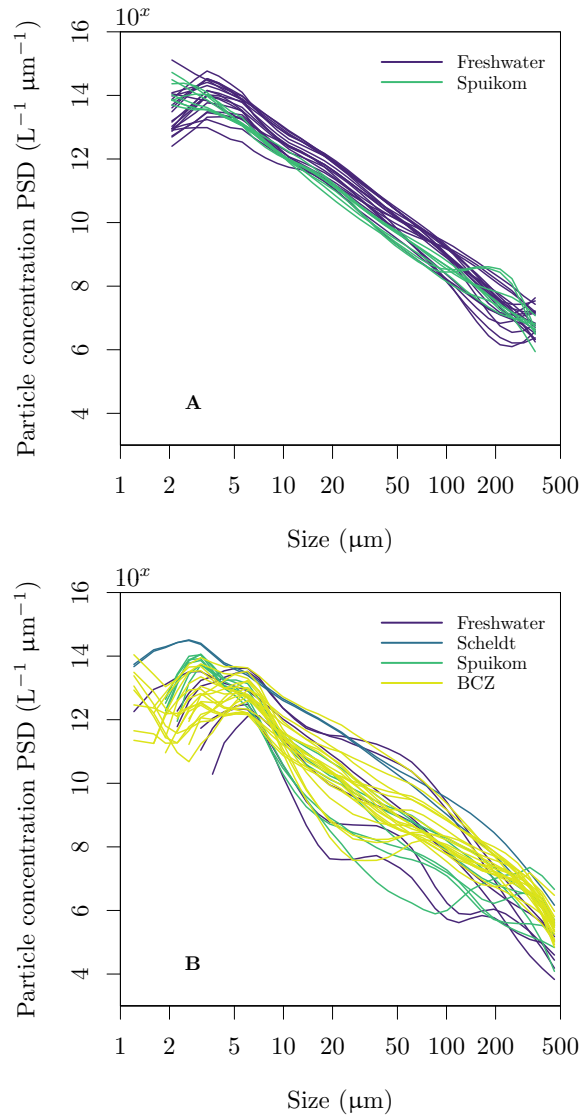 10ˣ
Particle concentration PSD (L⁻¹ μm⁻¹)
16
14
12
10
8
6
4
Freshwater
Spuikom
A
1 2 5 10 20 50 100 200 500
Size (μm)
10ˣ
Particle concentration PSD (L⁻¹ μm⁻¹)
16
14
12
10
8
6
4
Freshwater
Scheldt
Spuikom
BCZ
B
1 2 5 10 20 50 100 200 500
Size (μm)